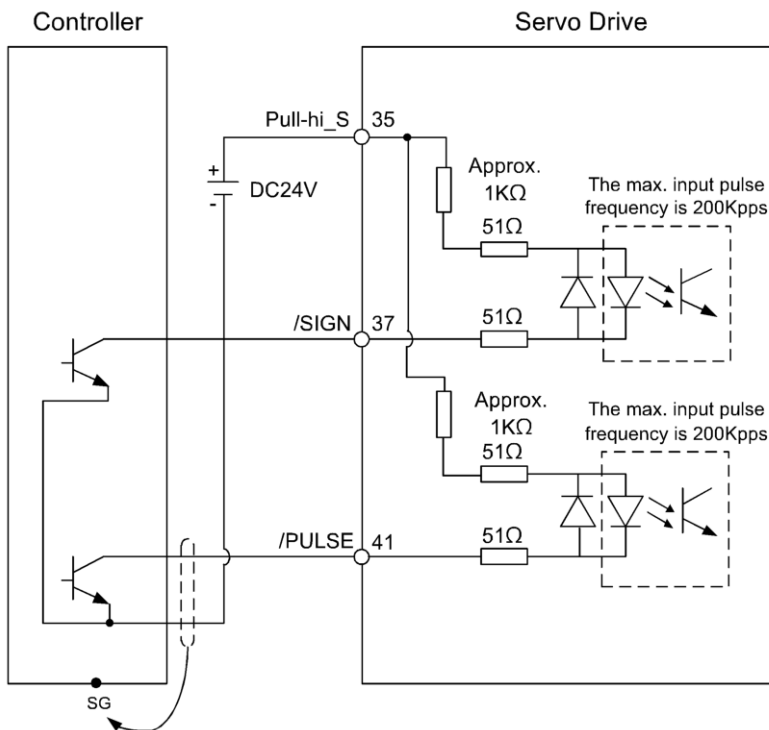 Controller
Servo Drive
Pull-hi_S
35
+
-
DC24V
Approx.
1KΩ
51Ω
The max. input pulse
frequency is 200Kpps
/SIGN
37
51Ω
Approx.
1KΩ
51Ω
The max. input pulse
frequency is 200Kpps
/PULSE
41
51Ω
SG